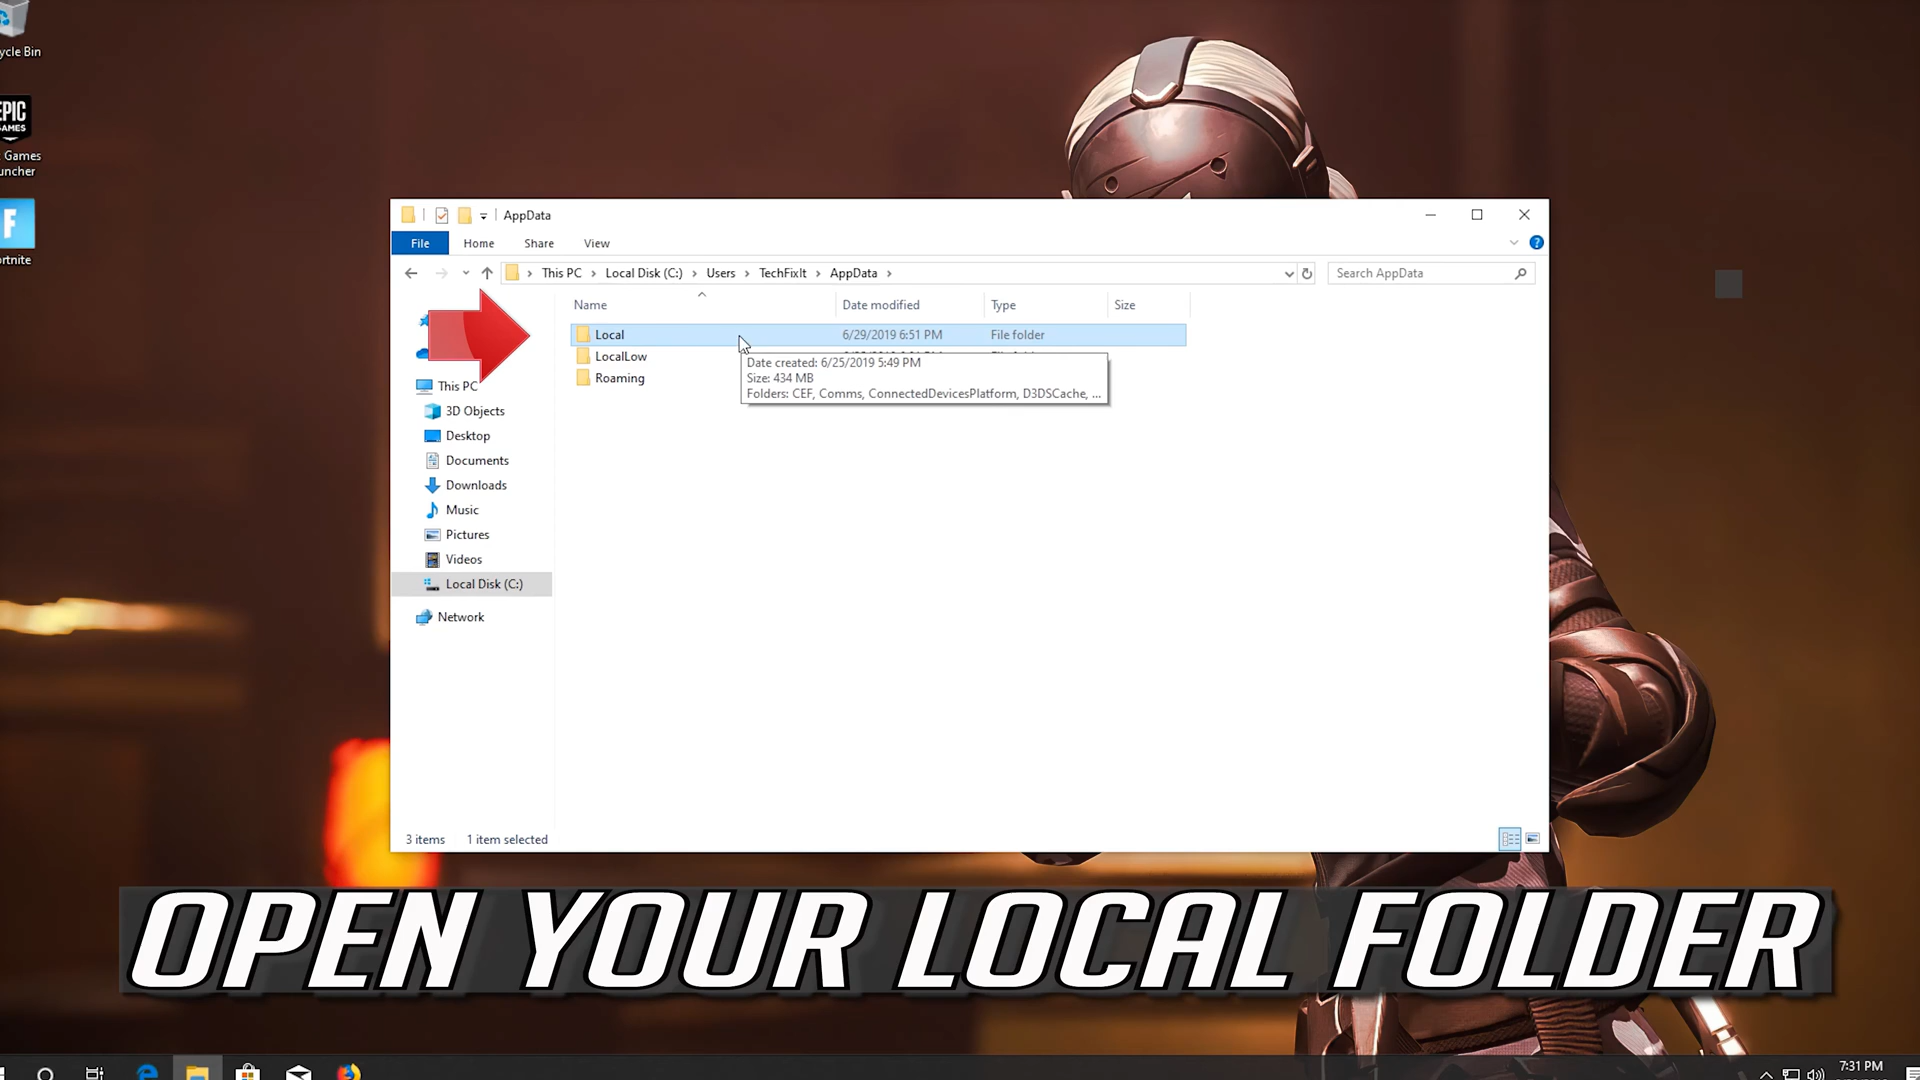 ycle Bin
EPIC
GAMES
Games
uncher
F
ortnite
AppData
File Home Share View
This PC Local Disk (C:) Users TechFixIt AppData
Search AppData
Name Date modified Type Size
Local 6/29/2019 6:51 PM File folder
LocalLow
Roaming
Date created: 6/25/2019 5:49 PM
Size: 434 MB
Folders: CEF, Comms, ConnectedDevicesPlatform, D3DSCache, ...
This PC
3D Objects
Desktop
Documents
Downloads
Music
Pictures
Videos
Local Disk (C:)
Network
3 items 1 item selected
OPEN YOUR LOCAL FOLDER
7:31 PM